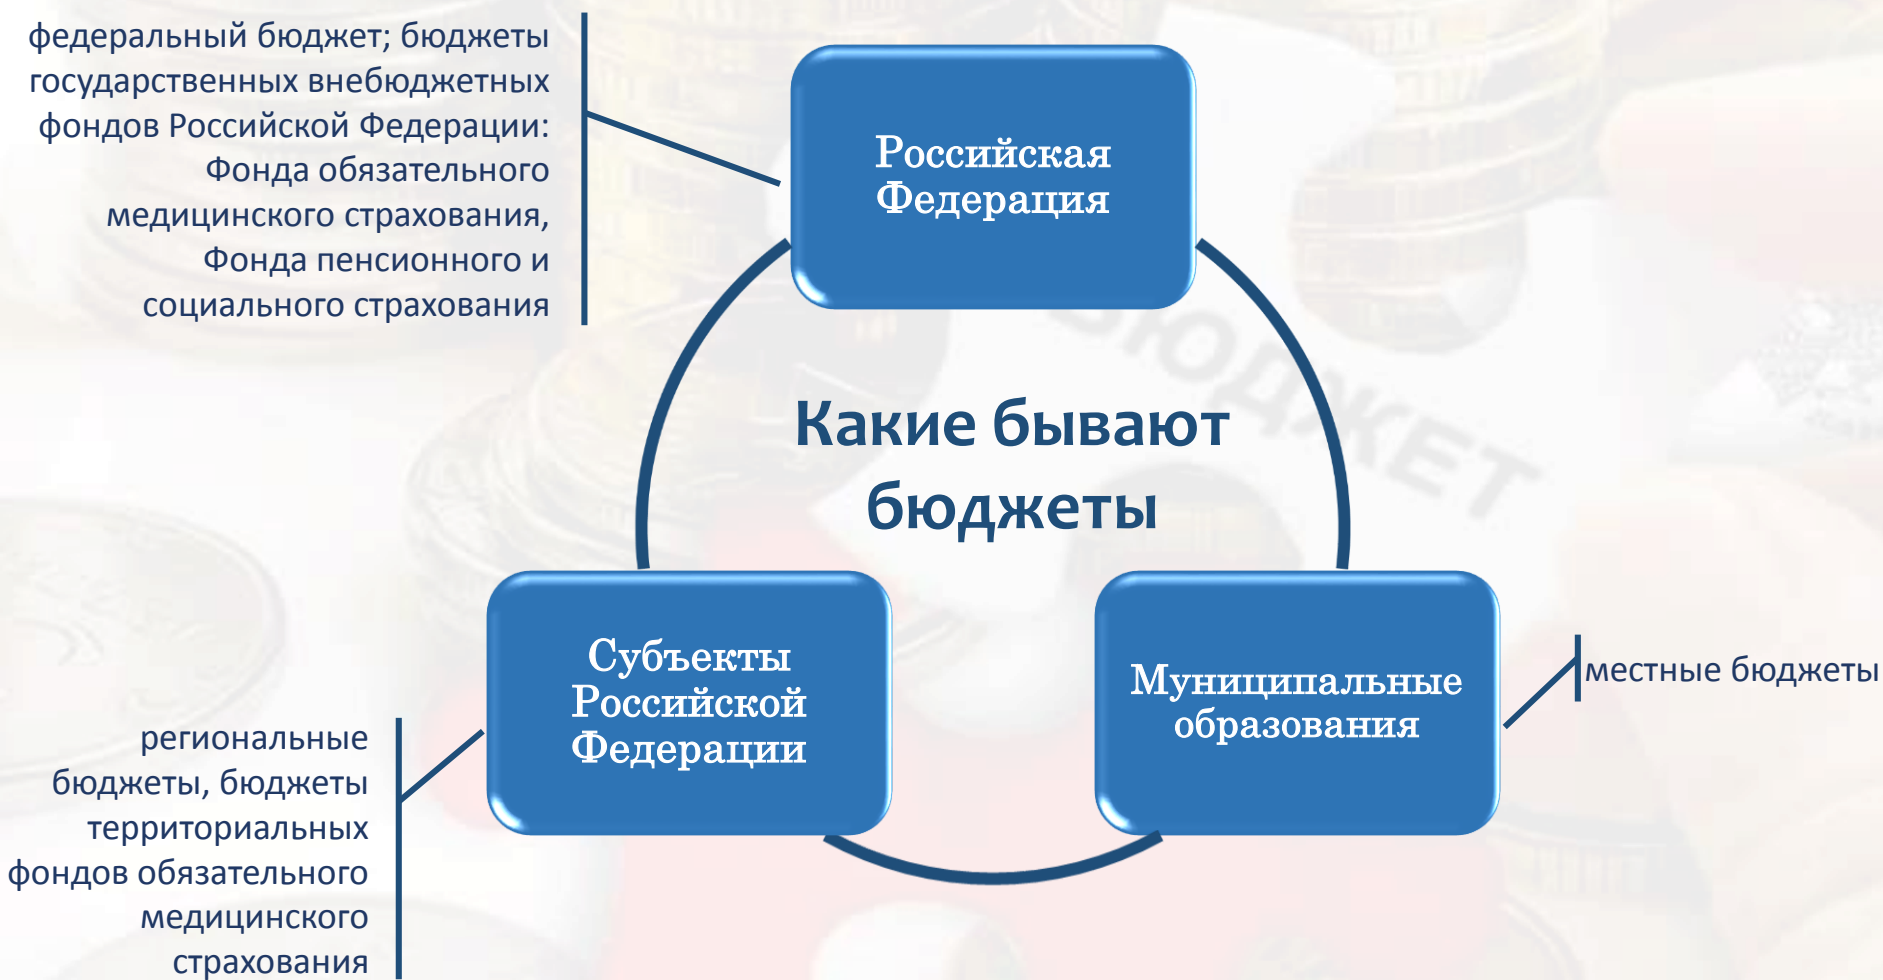 федеральный бюджет; бюджеты
государственных внебюджетных
фондов Российской Федерации:
Фонда обязательного
медицинского страхования,
Фонда пенсионного и
социального страхования
Российская
Федерация
БЮДЖЕТ
Какие бывают
бюджеты
Субъекты
Российской
Федерации
Муниципальные
образования
местные бюджеты
региональные
бюджеты, бюджеты
территориальных
фондов обязательного
медицинского
страхования